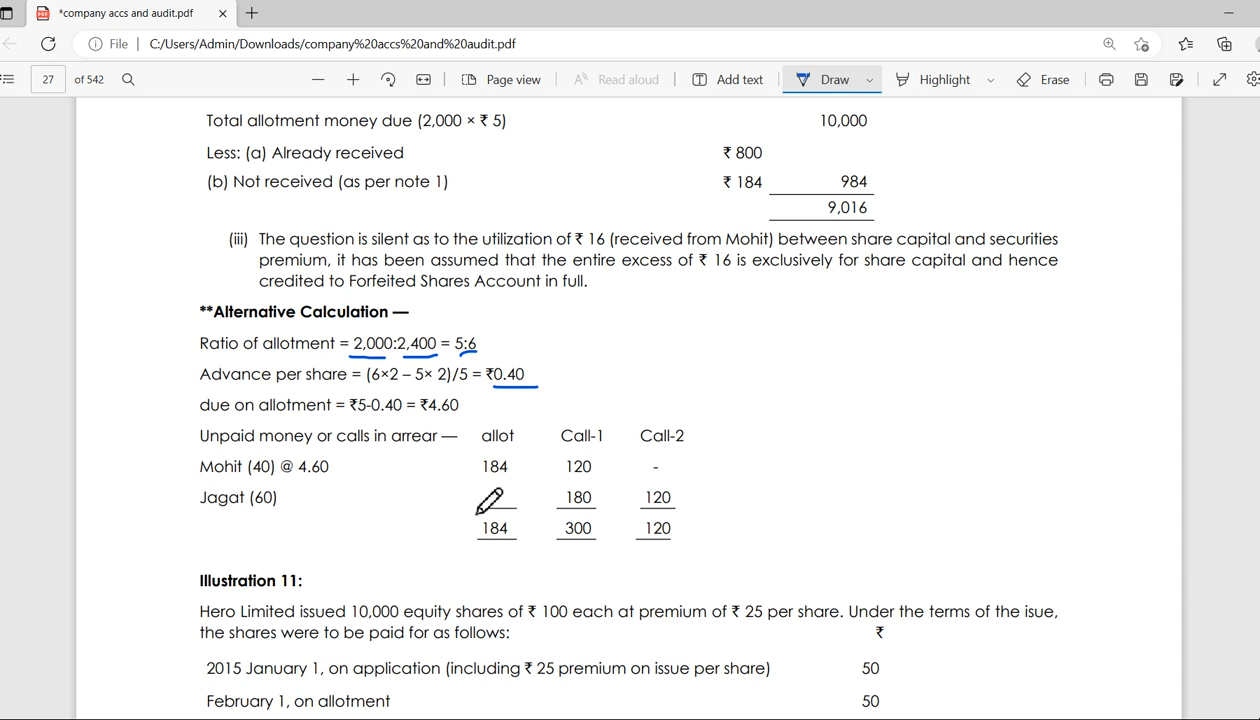 *company accs and audit.pdf
File C:/Users/Admin/Downloads/company%20accs%20and%20audit.pdf
27 of 542 Page view Read aloud Add text Draw Highlight Erase
Total allotment money due (2,000 × ₹ 5) 10,000
Less: (a) Already received ₹ 800
(b) Not received (as per note 1) ₹ 184 984
9,016
(iii) The question is silent as to the utilization of ₹ 16 (received from Mohit) between share capital and securities
premium, it has been assumed that the entire excess of ₹ 16 is exclusively for share capital and hence
credited to Forfeited Shares Account in full.
**Alternative Calculation —
Ratio of allotment = 2,000:2,400 = 5:6
Advance per share = (6×2 – 5× 2)/5 = ₹0.40
due on allotment = ₹5-0.40 = ₹4.60
Unpaid money or calls in arrear — allot Call-1 Call-2
Mohit (40) @ 4.60 184 120 -
Jagat (60) 180 120
184 300 120
Illustration 11:
Hero Limited issued 10,000 equity shares of ₹ 100 each at premium of ₹ 25 per share. Under the terms of the isue,
the shares were to be paid for as follows: ₹
2015 January 1, on application (including ₹ 25 premium on issue per share) 50
February 1, on allotment 50